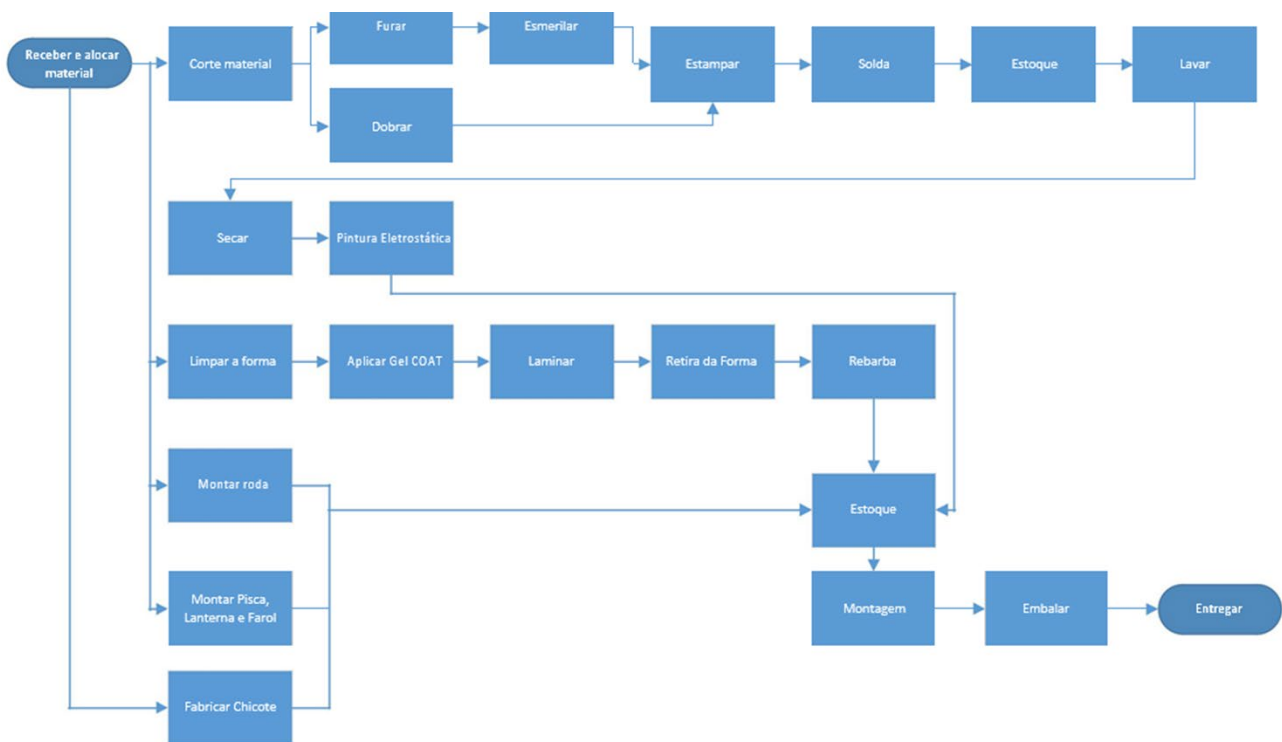 Receber e alocar
material
Corte material
Furar
Esmerilar
Dobrar
Estampar
Solda
Estoque
Lavar
Secar
Pintura Eletrostática
Limpar a forma
Aplicar Gel COAT
Laminar
Retira da Forma
Rebarba
Montar roda
Estoque
Montar Pisca,
Lanterna e Farol
Montagem
Embalar
Entregar
Fabricar Chicote